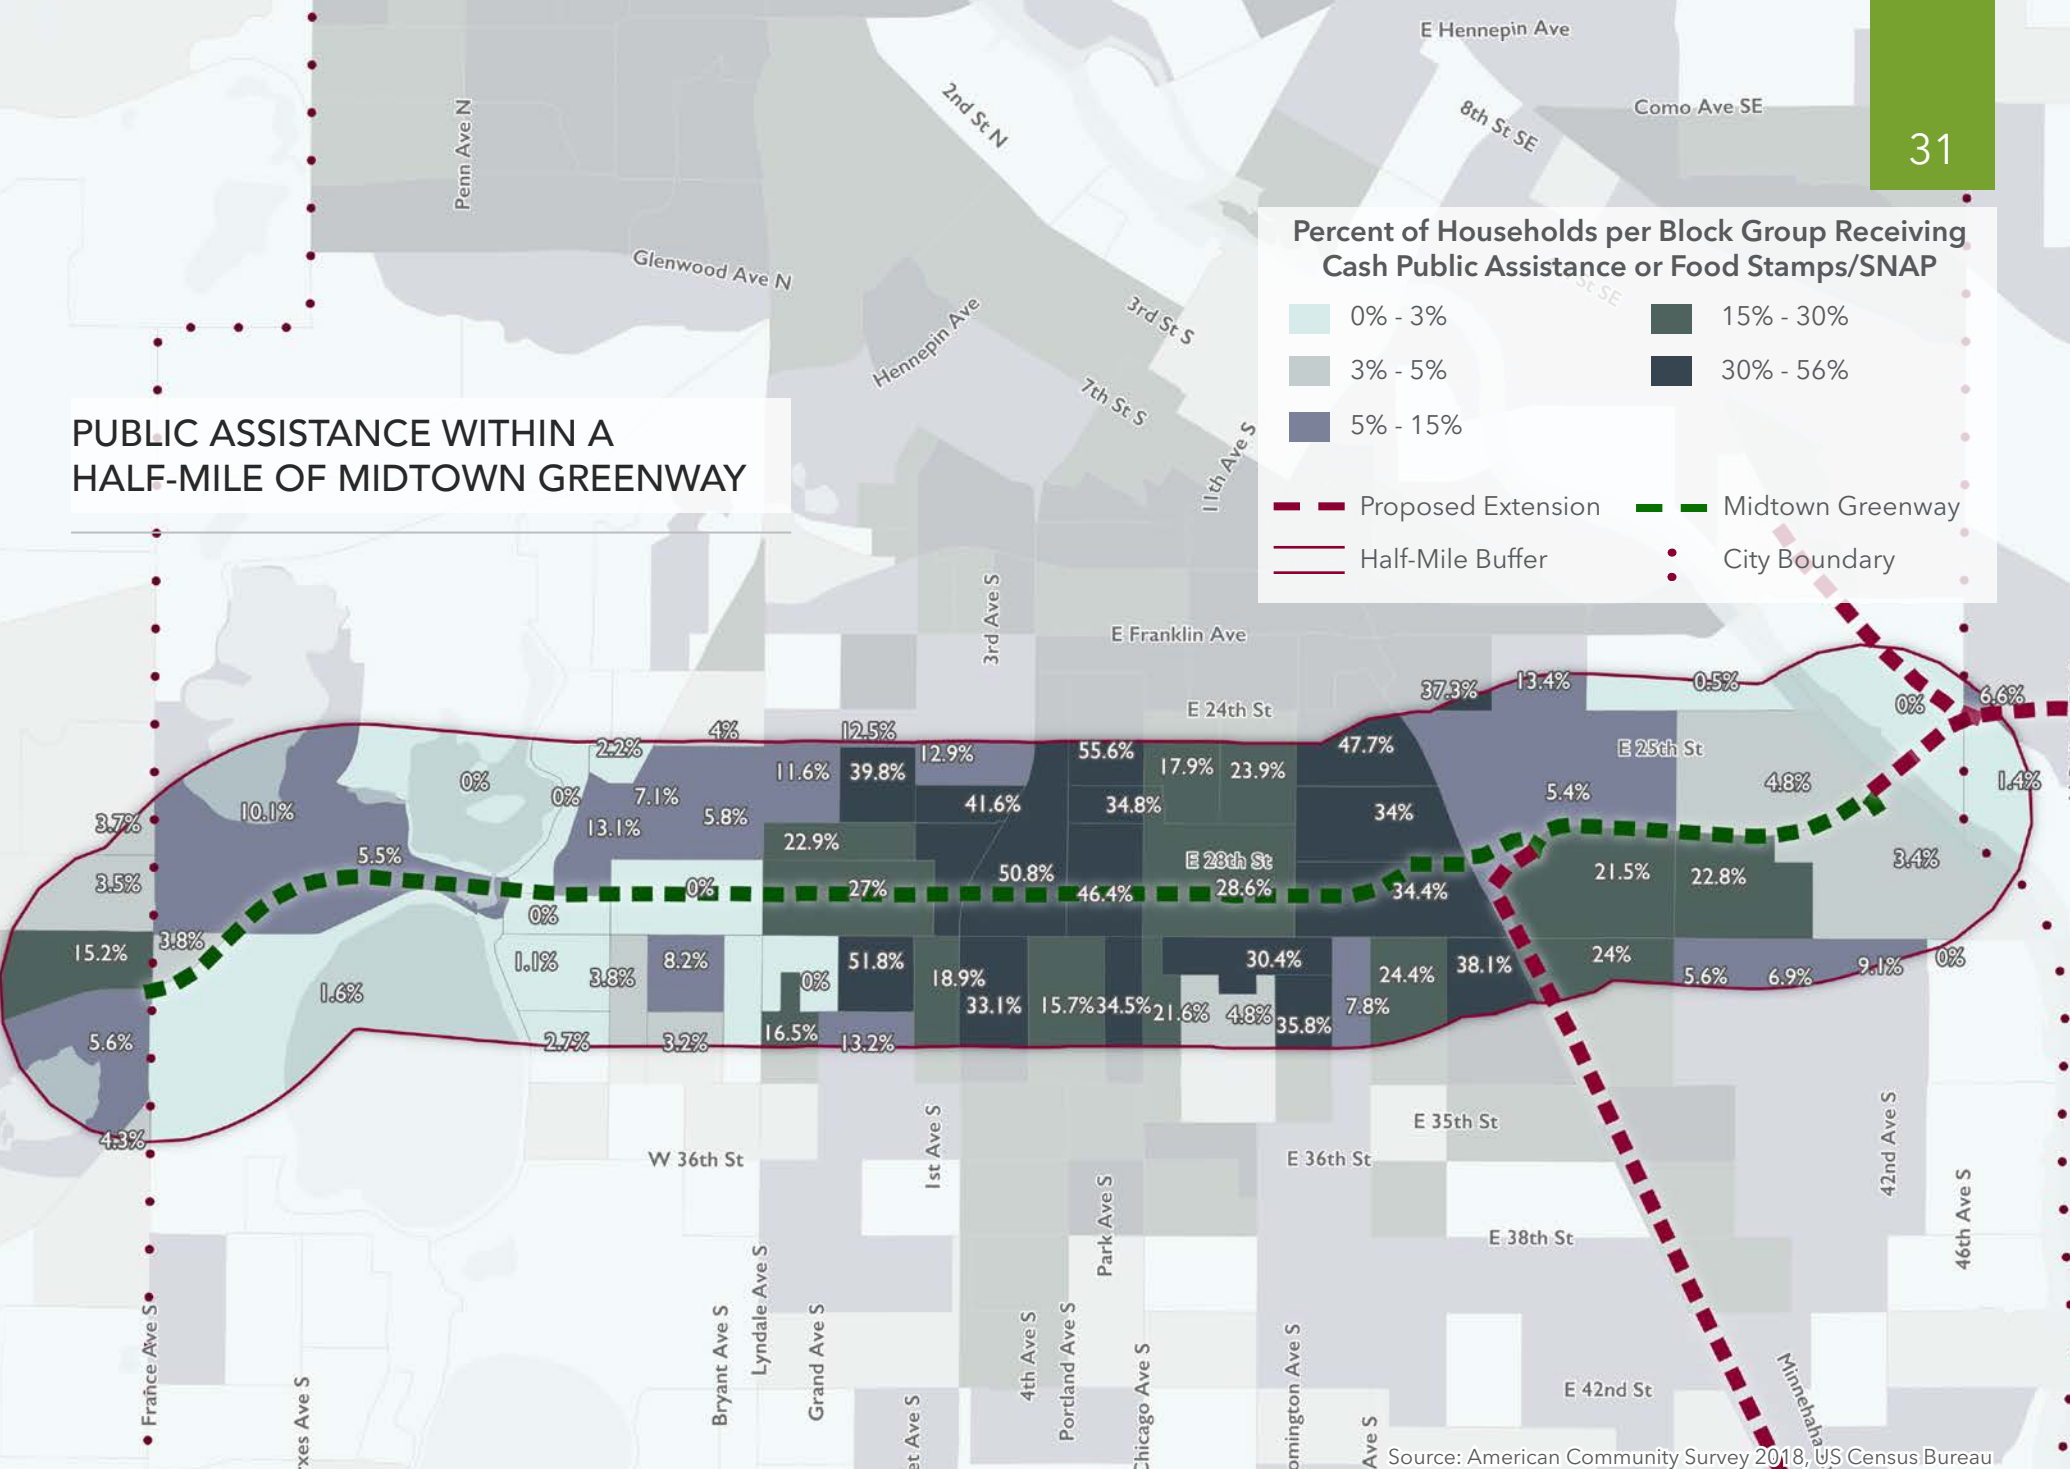 31
PUBLIC ASSISTANCE WITHIN A
HALF-MILE OF MIDTOWN GREENWAY
Percent of Households per Block Group Receiving
Cash Public Assistance or Food Stamps/SNAP
0% - 3%
3% - 5%
5% - 15%
15% - 30%
30% - 56%
Proposed Extension
Midtown Greenway
Half-Mile Buffer
City Boundary
E Hennepin Ave
Como Ave SE
8th St SE
2nd St N
Penn Ave N
Glenwood Ave N
Hennepin Ave
3rd St S
7th St S
11th Ave S
St SE
3rd Ave S
E Franklin Ave
E 24th St
E 25th St
E 28th St
37.3%
13.4%
0.5%
0%
6.6%
4%
12.5%
2.2%
12.9%
55.6%
47.7%
11.6%
39.8%
17.9%
23.9%
0%
0%
7.1%
5.4%
4.8%
1.4%
10.1%
3.7%
13.1%
5.8%
41.6%
34.8%
34%
22.9%
5.5%
3.4%
3.5%
0%
27%
50.8%
46.4%
28.6%
34.4%
21.5%
22.8%
0%
15.2%
3.8%
1.1%
3.8%
8.2%
0%
51.8%
18.9%
30.4%
24.4%
38.1%
24%
5.6%
6.9%
9.1%
0%
1.6%
33.1%
15.7%
34.5%
21.6%
4.8%
35.8%
7.8%
5.6%
2.7%
3.2%
16.5%
13.2%
4.3%
W 36th St
1st Ave S
E 36th St
E 35th St
42nd Ave S
46th Ave S
Park Ave S
E 38th St
France Ave S
xes Ave S
Bryant Ave S
Lyndale Ave S
Grand Ave S
et Ave S
4th Ave S
Portland Ave S
Chicago Ave S
omington Ave S
Ave S
E 42nd St
Minnehaha
Source: American Community Survey 2018, US Census Bureau